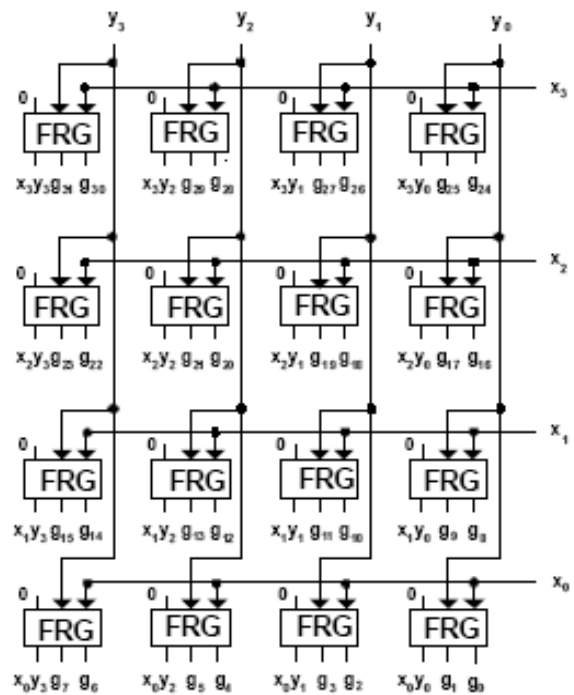 y₃ y₂ y₁ y₀
x₃
0 0 0 0
FRG FRG FRG FRG
x₃y₃g₃₁ g₃₀ x₃y₂ g₂₉ g₂₈ x₃y₁ g₂₇ g₂₆ x₃y₀ g₂₅ g₂₄
x₂
0 0 0 0
FRG FRG FRG FRG
x₂y₃g₂₅ g₂₂ x₂y₂ g₂₁ g₂₀ x₂y₁ g₁₉ g₁₈ x₂y₀ g₁₇ g₁₆
x₁
0 0 0 0
FRG FRG FRG FRG
x₁y₃ g₁₅ g₁₄ x₁y₂ g₁₃ g₁₂ x₁y₁ g₁₁ g₁₀ x₁y₀ g₉ g₈
x₀
0 0 0 0
FRG FRG FRG FRG
x₀y₃ g₇ g₆ x₀y₂ g₅ g₄ x₀y₁ g₃ g₂ x₀y₀ g₁ g₀